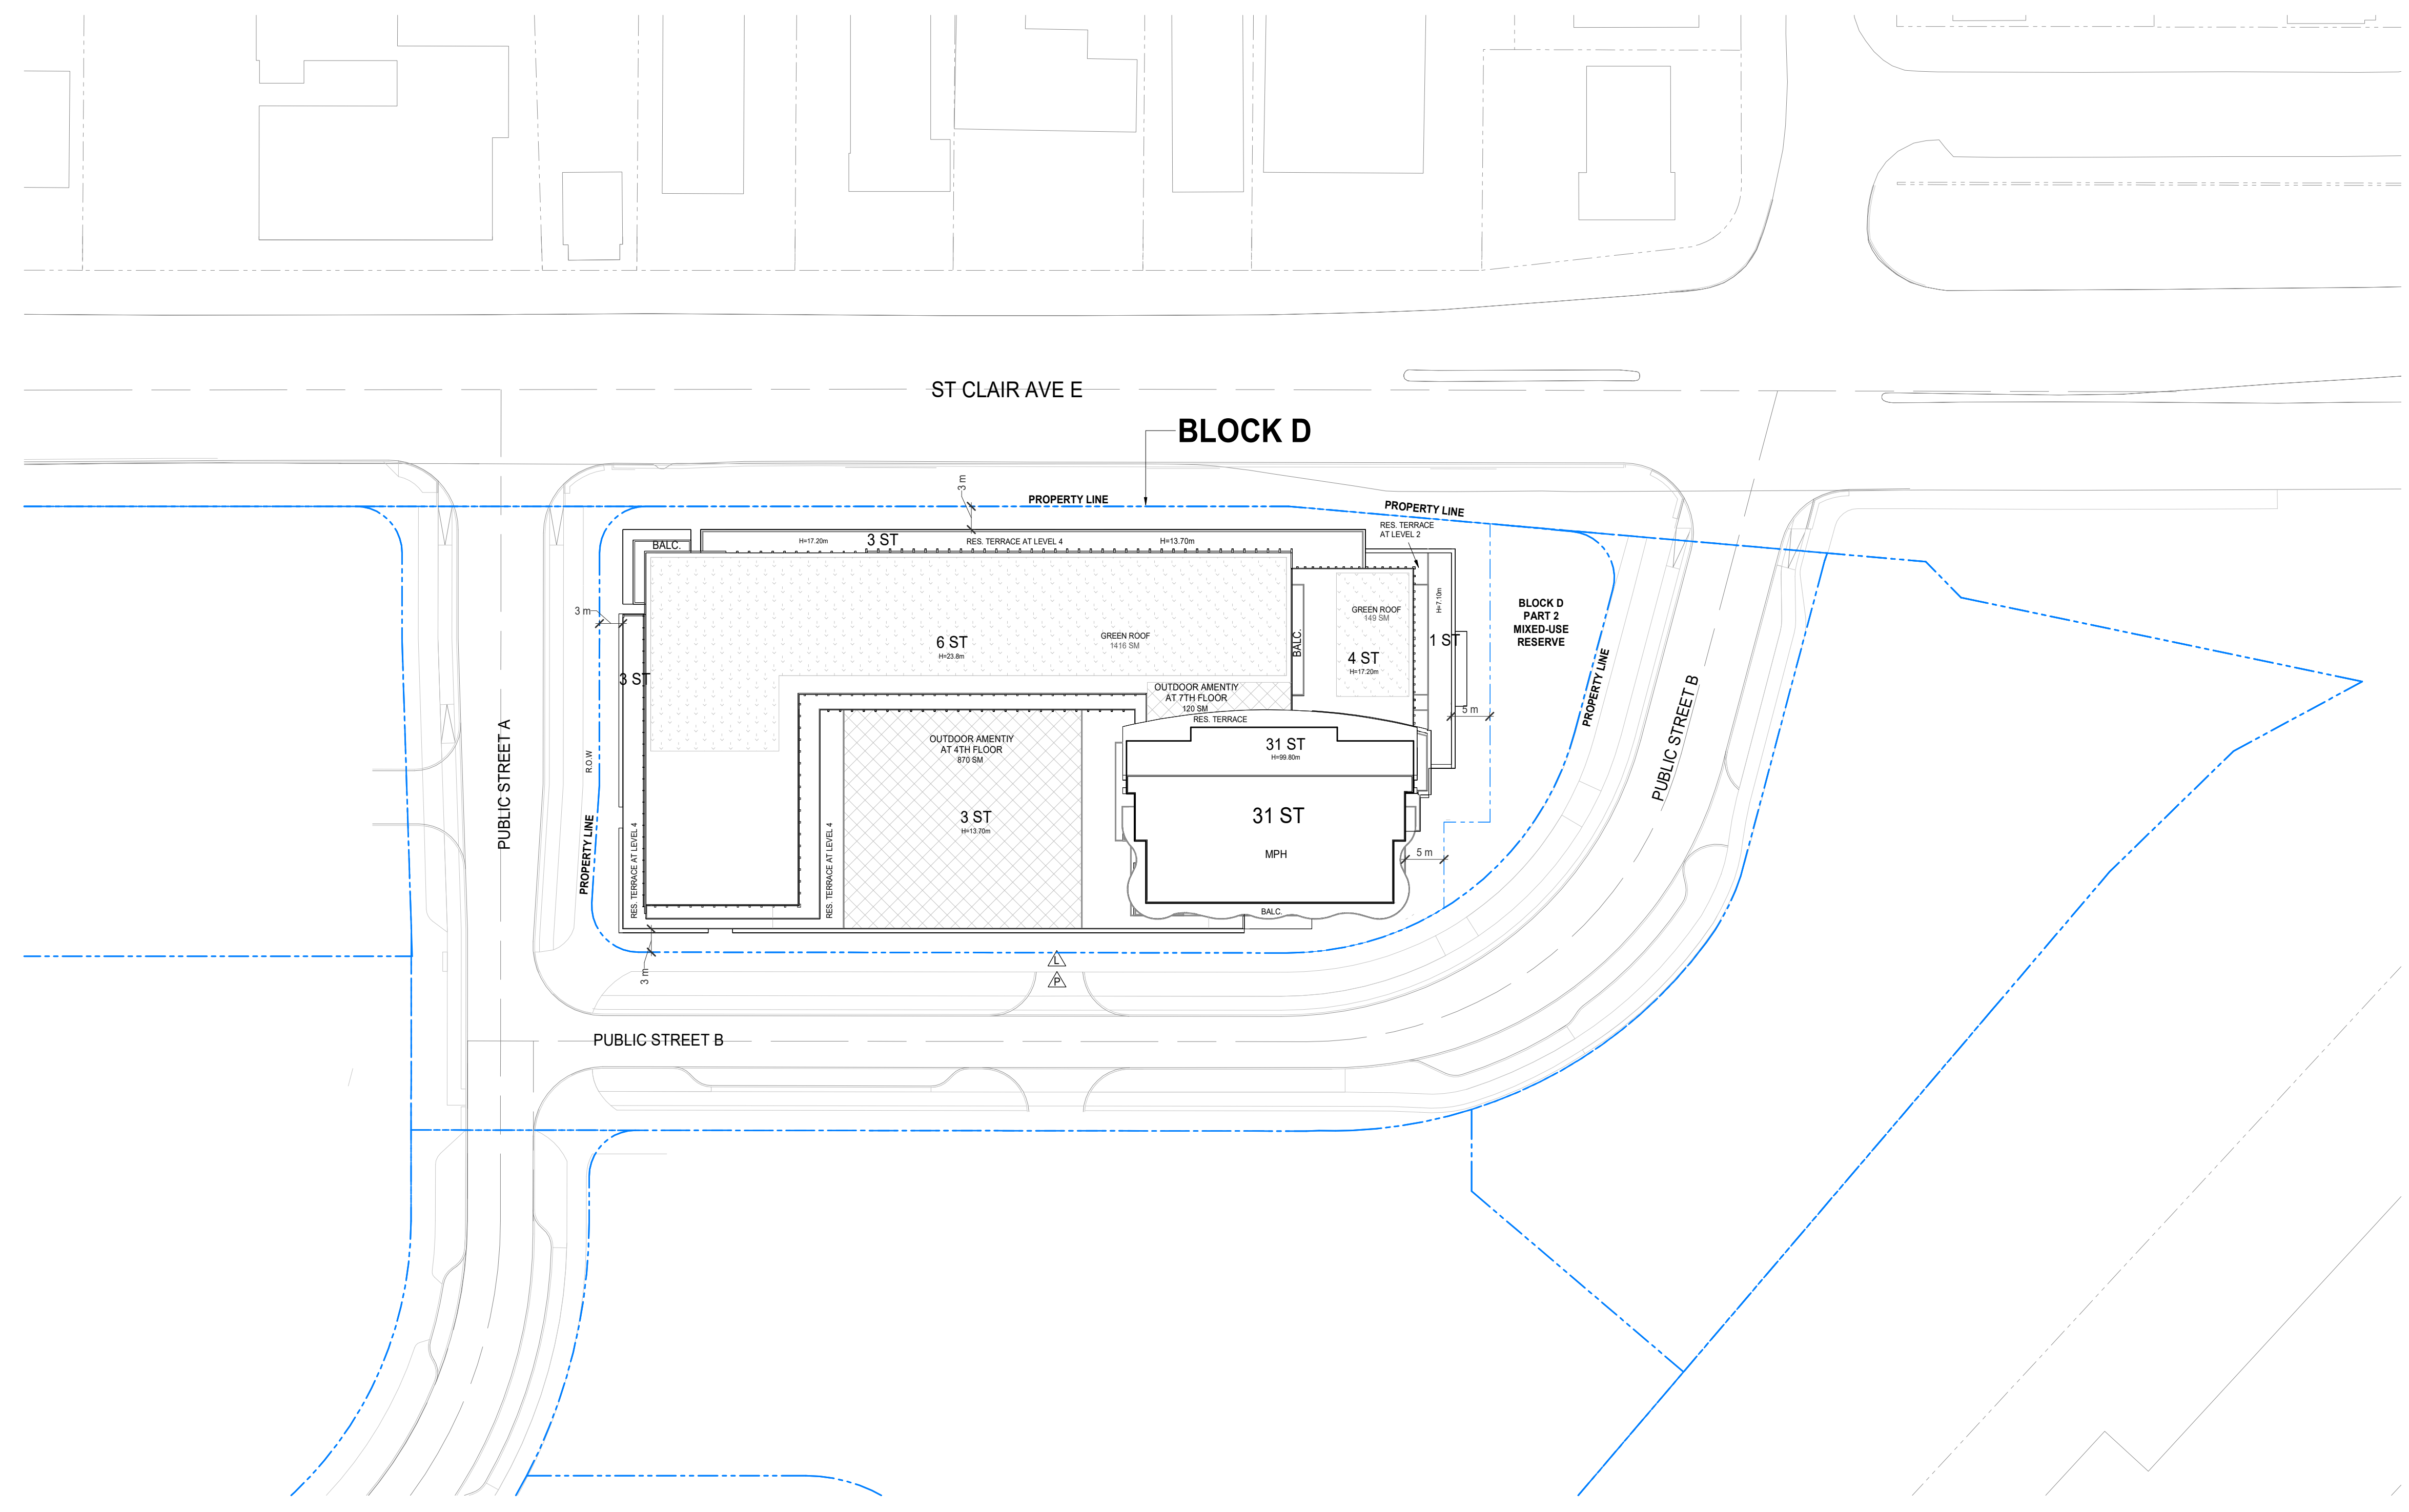 ST CLAIR AVE E
BLOCK D
3 m
PROPERTY LINE
PROPERTY LINE
RES. TERRACE
AT LEVEL 2
BALC.
H=17.20m
3 ST
RES. TERRACE AT LEVEL 4
H=13.70m
3 m
GREEN ROOF
149 SM
H=7.10m
BLOCK D
PART 2
MIXED-USE
RESERVE
6 ST
H=23.8m
GREEN ROOF
1416 SM
BALC.
1 ST
4 ST
H=17.20m
3 ST
PROPERTY LINE
OUTDOOR AMENTIY
AT 7TH FLOOR
120 SM
RES. TERRACE
5 m
PUBLIC STREET B
PUBLIC STREET A
R.O.W
OUTDOOR AMENTIY
AT 4TH FLOOR
870 SM
31 ST
H=99.80m
3 ST
H=13.70m
31 ST
MPH
5 m
PROPERTY LINE
RES. TERRACE AT LEVEL 4
RES. TERRACE AT LEVEL 4
BALC.
3 m
L
P
PUBLIC STREET B